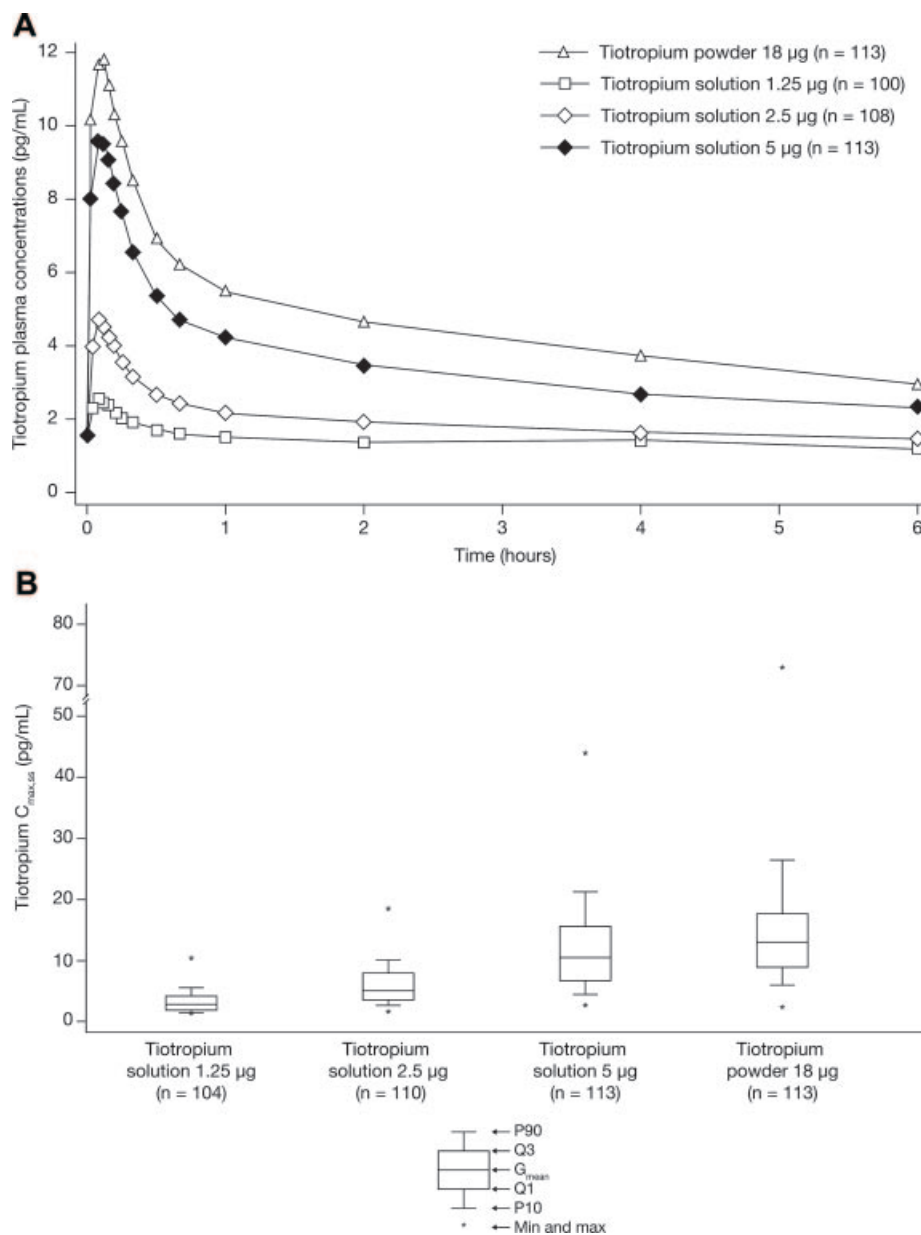 A
Tiotropium plasma concentrations (pg/mL)
12
10
8
6
4
2
0
0 1 2 3 4 5 6
Time (hours)
Tiotropium powder 18 µg (n = 113)
Tiotropium solution 1.25 µg (n = 100)
Tiotropium solution 2.5 µg (n = 108)
Tiotropium solution 5 µg (n = 113)
B
Tiotropium Cmax,ss (pg/mL)
80
70
50
40
30
20
10
0
Tiotropium
solution 1.25 µg
(n = 104)
Tiotropium
solution 2.5 µg
(n = 110)
Tiotropium
solution 5 µg
(n = 113)
Tiotropium
powder 18 µg
(n = 113)
P90
Q3
Gmean
Q1
P10
* Min and max